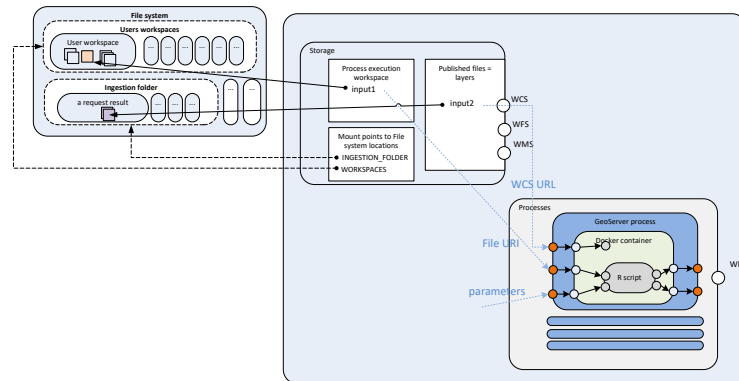 File system
Users workspaces
User workspace
... ... ... ... ... ...
Ingestion folder
a request result
... ... ...
... ...
Storage
Process execution
workspace
input1
Published files =
layers
input2
WCS
WFS
WMS
Mount points to File
system locations
INGESTION_FOLDER
WORKSPACES
WCS URL
Processes
GeoServer process
Docker container
File URI
R script
parameters